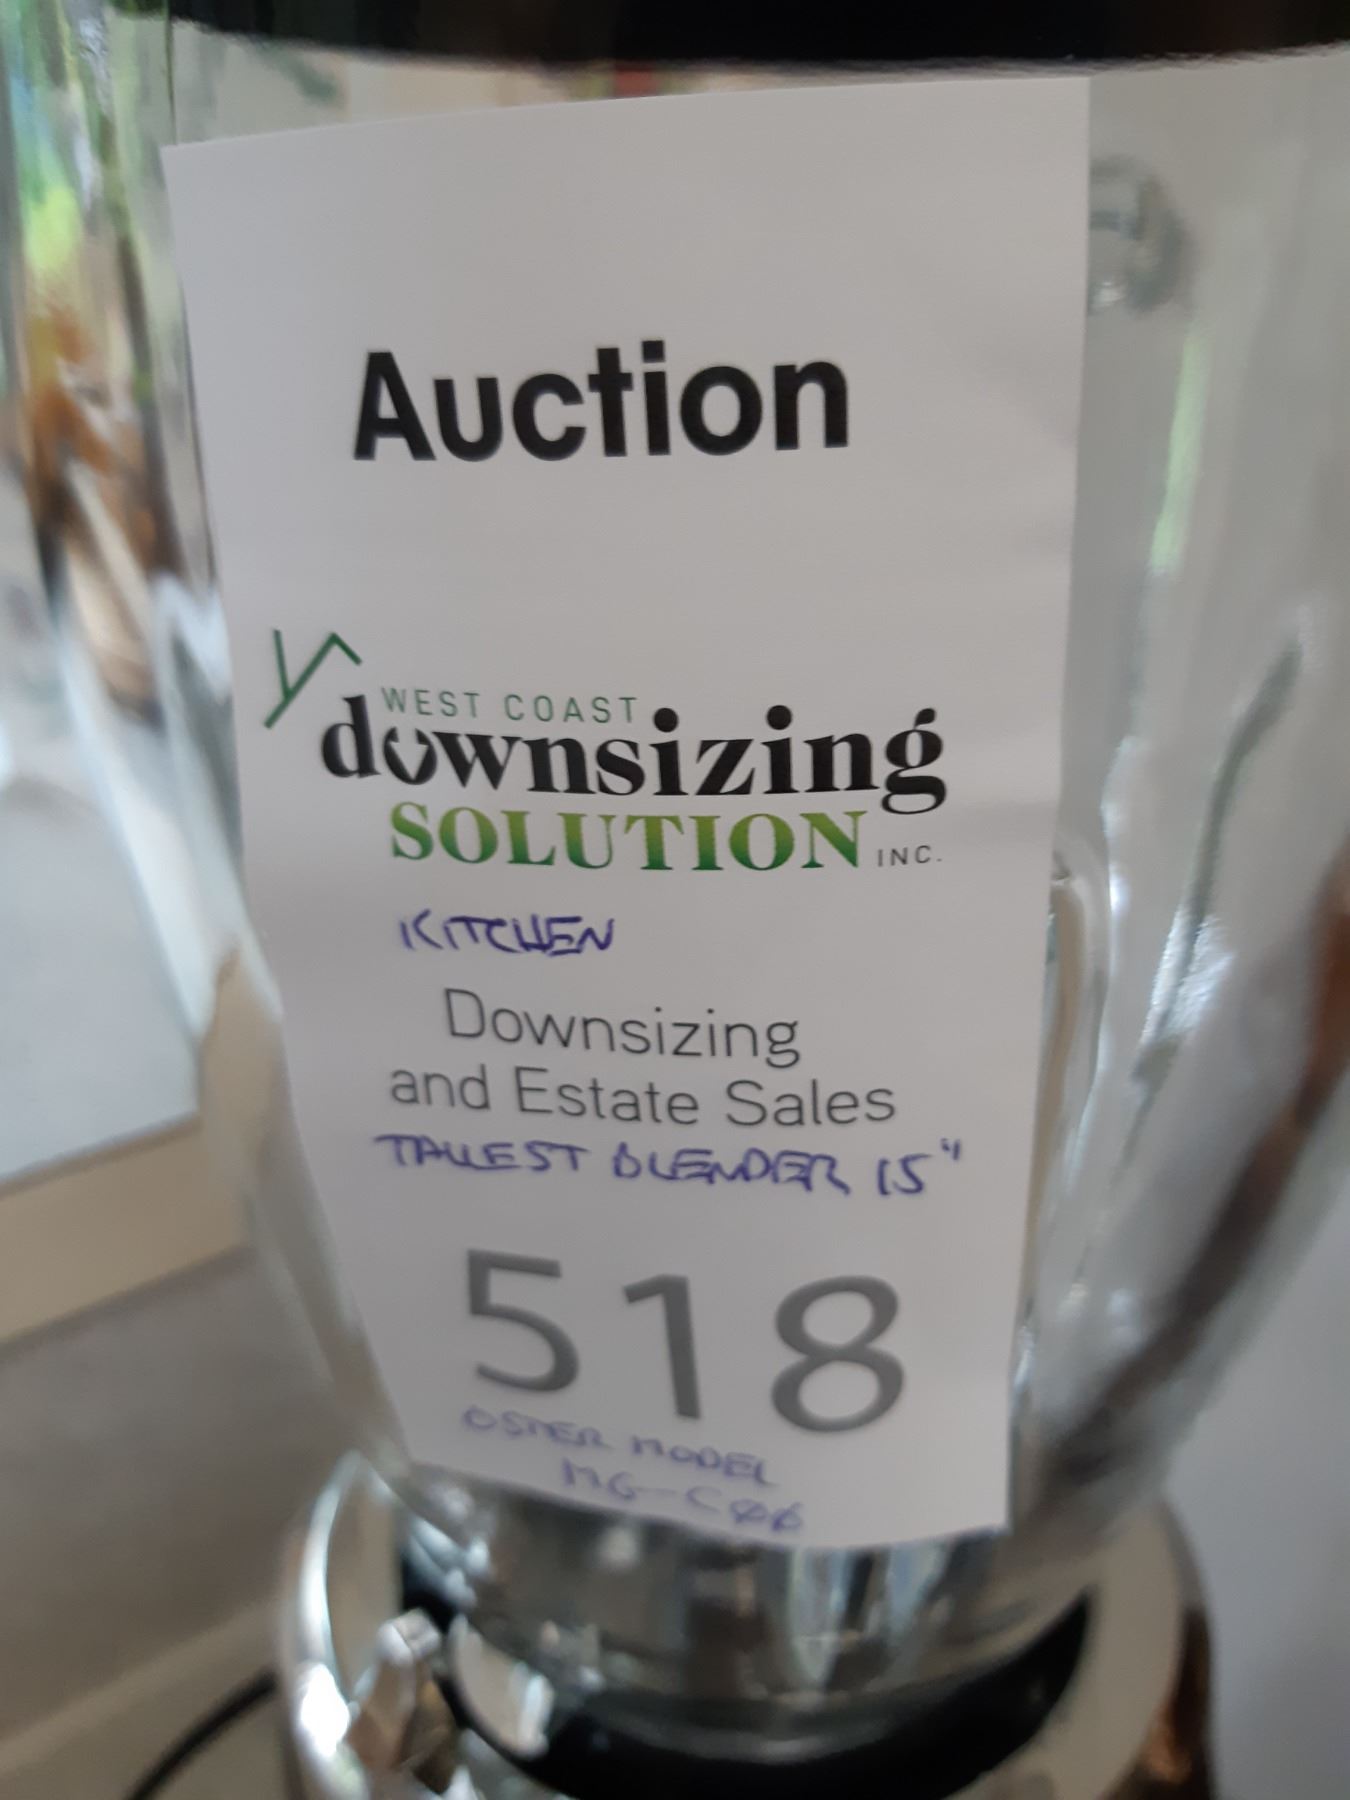 Auction
WEST COAST
downsizing
SOLUTION INC.
KITCHEN
Downsizing
and Estate Sales
TALLEST BLENDER 15"
518
OSTER MODEL